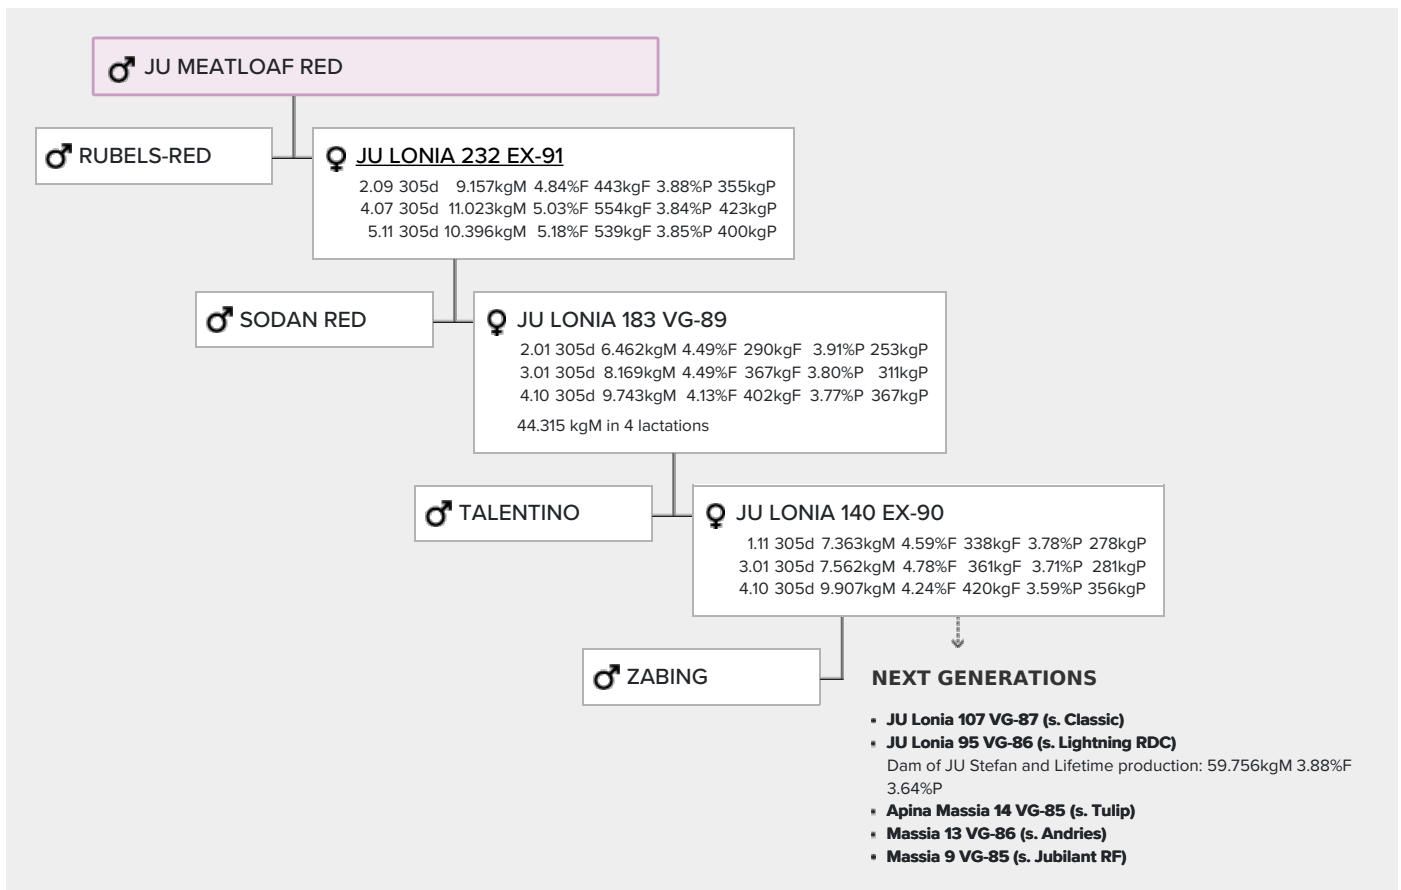 JU MEATLOAF RED
RUBELS-RED
JU LONIA 232 EX-91
2.09 305d 9.157kgM 4.84%F 443kgF 3.88%P 355kgP
4.07 305d 11.023kgM 5.03%F 554kgF 3.84%P 423kgP
5.11 305d 10.396kgM 5.18%F 539kgF 3.85%P 400kgP
SODAN RED
JU LONIA 183 VG-89
2.01 305d 6.462kgM 4.49%F 290kgF 3.91%P 253kgP
3.01 305d 8.169kgM 4.49%F 367kgF 3.80%P 311kgP
4.10 305d 9.743kgM 4.13%F 402kgF 3.77%P 367kgP
44.315 kgM in 4 lactations
TALENTINO
JU LONIA 140 EX-90
1.11 305d 7.363kgM 4.59%F 338kgF 3.78%P 278kgP
3.01 305d 7.562kgM 4.78%F 361kgF 3.71%P 281kgP
4.10 305d 9.907kgM 4.24%F 420kgF 3.59%P 356kgP
ZABING
NEXT GENERATIONS
• JU Lonia 107 VG-87 (s. Classic)
• JU Lonia 95 VG-86 (s. Lightning RDC)
Dam of JU Stefan and Lifetime production: 59.756kgM 3.88%F
3.64%P
• Apina Massia 14 VG-85 (s. Tulip)
• Massia 13 VG-86 (s. Andries)
• Massia 9 VG-85 (s. Jubilant RF)